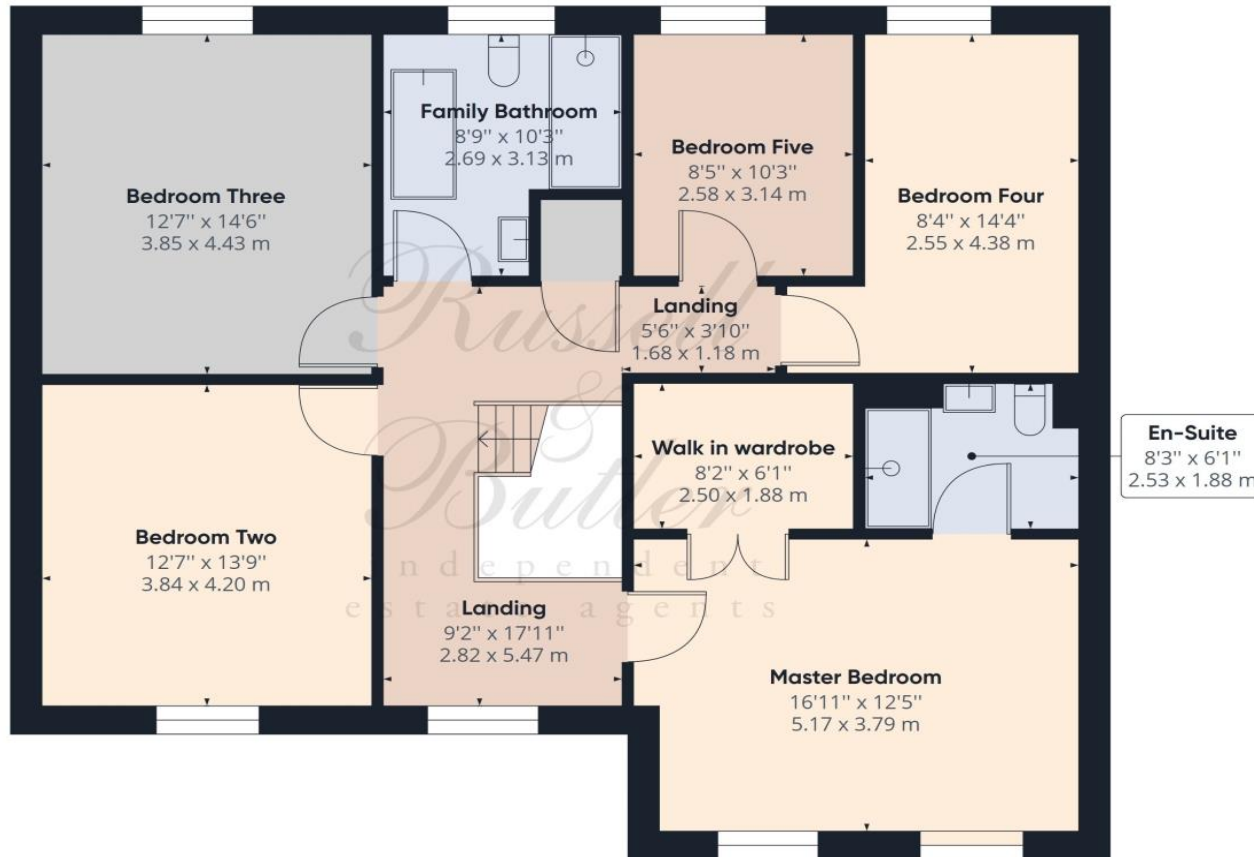 Family Bathroom
8'9'' x 10'3''
2.69 x 3.13 m
Bedroom Five
8'5'' x 10'3''
2.58 x 3.14 m
Bedroom Three
12'7'' x 14'6''
3.85 x 4.43 m
Bedroom Four
8'4'' x 14'4''
2.55 x 4.38 m
Landing
5'6'' x 3'10''
1.68 x 1.18 m
Russell
&
Butler
independent
estate agents
Walk in wardrobe
8'2'' x 6'1''
2.50 x 1.88 m
En-Suite
8'3'' x 6'1''
2.53 x 1.88 m
Bedroom Two
12'7'' x 13'9''
3.84 x 4.20 m
Landing
9'2'' x 17'11''
2.82 x 5.47 m
Master Bedroom
16'11'' x 12'5''
5.17 x 3.79 m